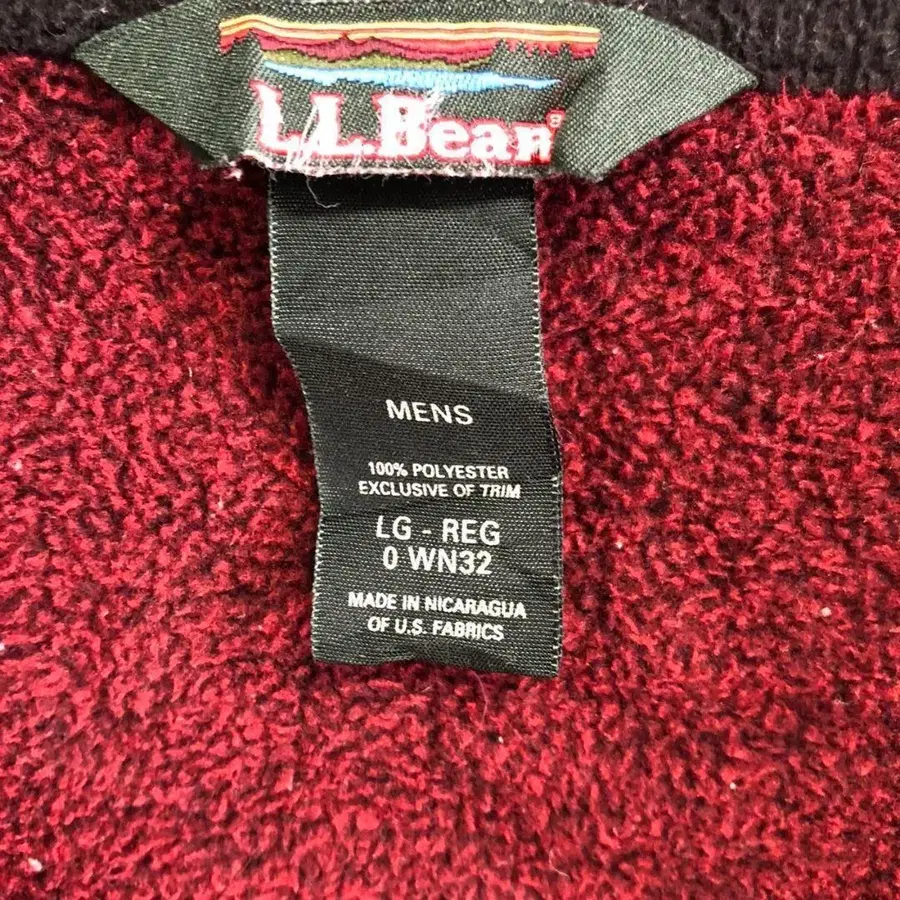 L.L.Bean®
MENS
100% POLYESTER
EXCLUSIVE OF TRIM
LG - REG
0 WN32
MADE IN NICARAGUA
OF U.S. FABRICS